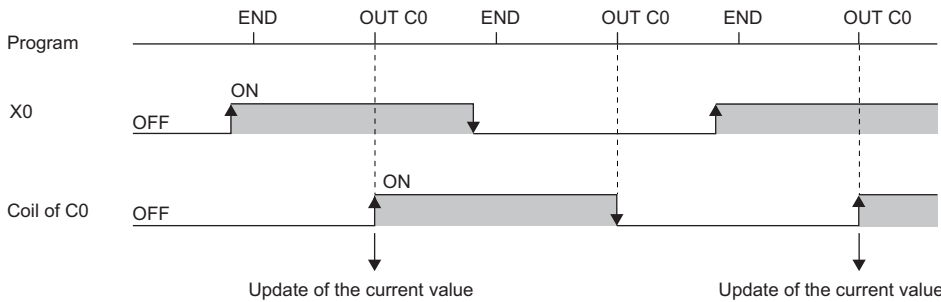 END OUT C0 END OUT C0 END OUT C0
Program
ON
X0
OFF
ON
Coil of C0 OFF
Update of the current value Update of the current value